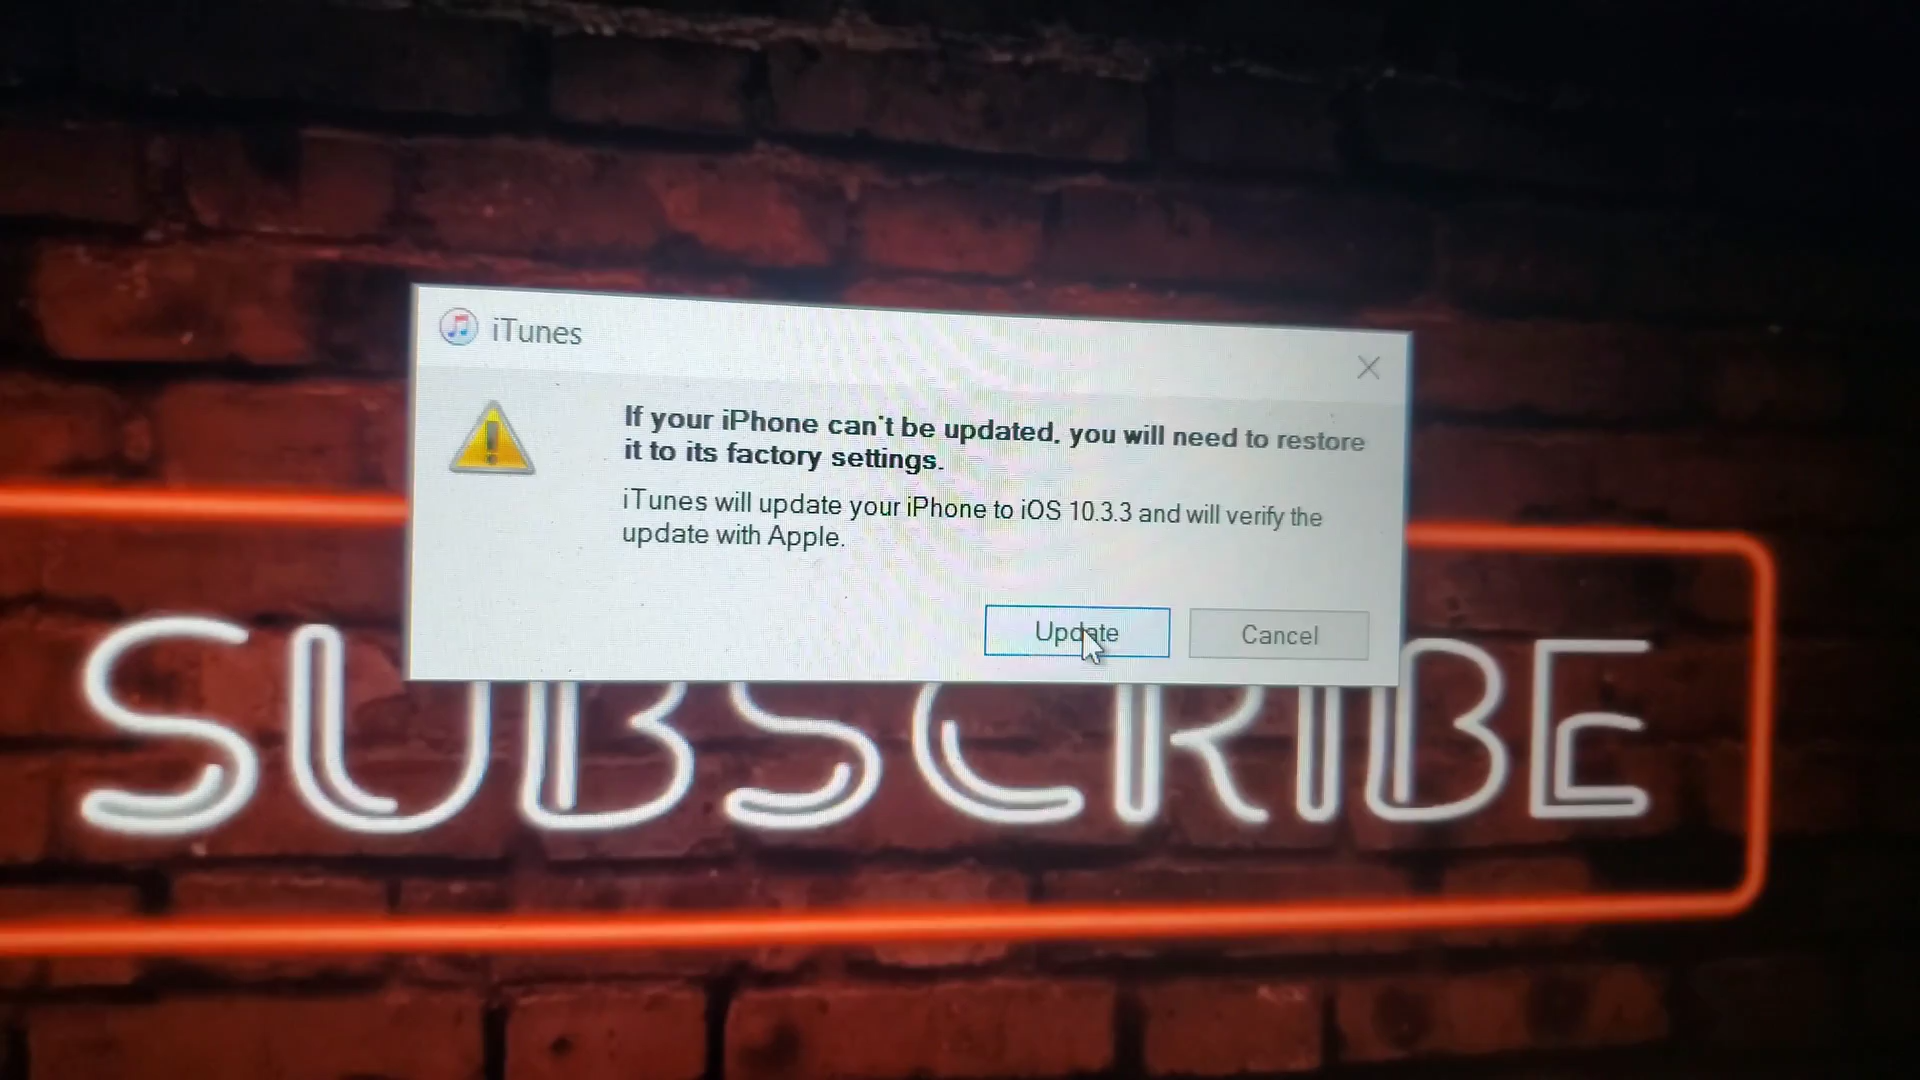 iTunes
If your iPhone can't be updated, you will need to restore
it to its factory settings.
iTunes will update your iPhone to iOS 10.3.3 and will verify the
update with Apple.
Update
Cancel
SUBSCRIBE